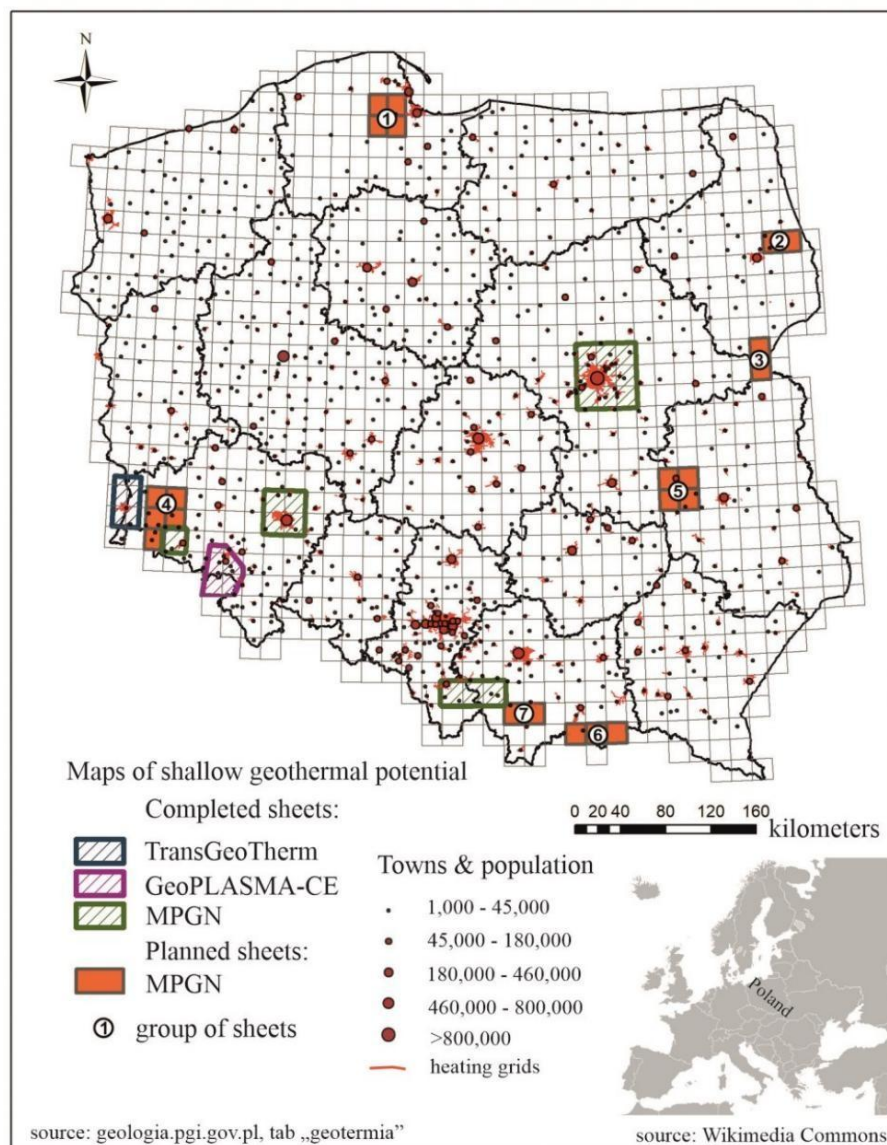 N
1
2
3
4
5
6
7
Maps of shallow geothermal potential
Completed sheets:
TransGeoTherm
GeoPLASMA-CE
MPGN
Planned sheets:
MPGN
1 group of sheets
0 20 40 80 120 160
kilometers
Towns & population
1,000 - 45,000
45,000 - 180,000
180,000 - 460,000
460,000 - 800,000
>800,000
heating grids
Poland
source: geologia.pgi.gov.pl, tab „geotermia”
source: Wikimedia Commons